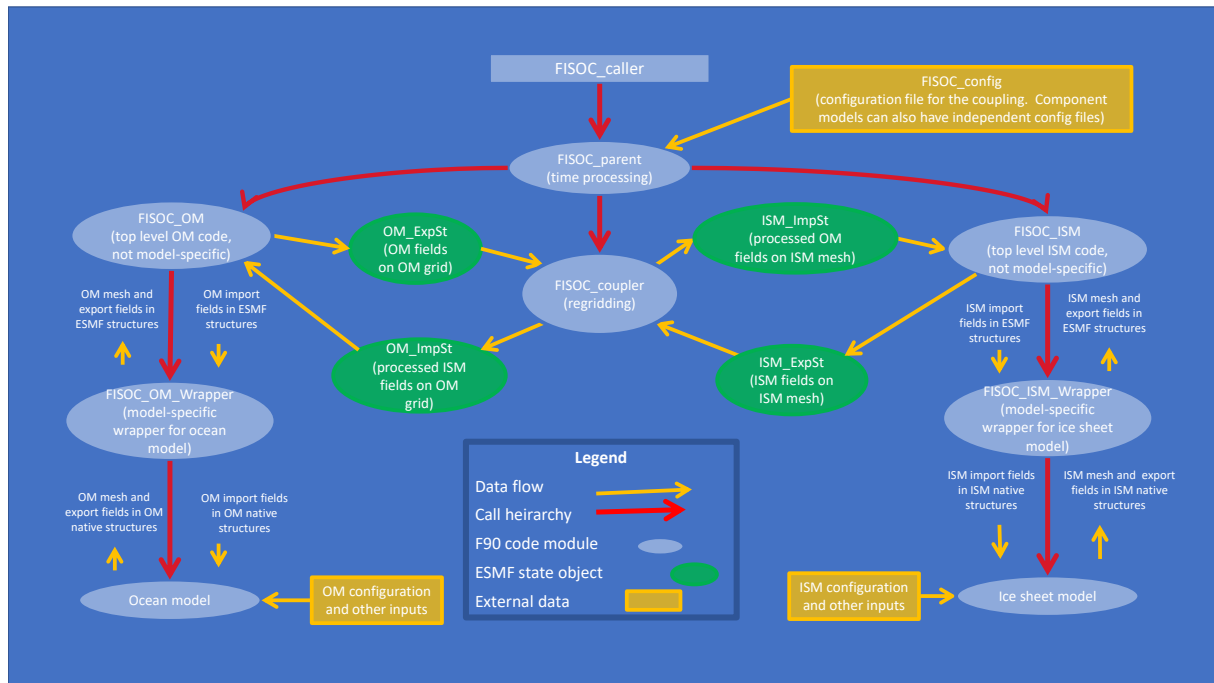 FISOC_caller
FISOC_config
(configuration file for the coupling.  Component
models can also have independent config files)
FISOC_parent
(time processing)
FISOC_OM
(top level OM code,
not model-specific)
OM_ExpSt
(OM fields
on OM grid)
ISM_ImpSt
(processed OM
fields on ISM mesh)
FISOC_ISM
(top level ISM code,
not model-specific)
FISOC_coupler
(regridding)
OM mesh and
export fields in
ESMF structures
OM import
fields in ESMF
structures
ISM import
fields in ESMF
structures
ISM mesh and
export fields in
ESMF structures
OM_ImpSt
(processed ISM
fields on OM
grid)
ISM_ExpSt
(ISM fields on
ISM mesh)
FISOC_OM_Wrapper
(model-specific
wrapper for ocean
model)
FISOC_ISM_Wrapper
(model-specific
wrapper for ice sheet
model)
Legend
Data flow
Call heirarchy
F90 code module
ESMF state object
External data
OM mesh and
export fields in OM
native structures
OM import fields
in OM native
structures
ISM import fields
in ISM native
structures
ISM mesh and  export
fields in ISM native
structures
Ocean model
OM configuration
and other inputs
ISM configuration
and other inputs
Ice sheet model